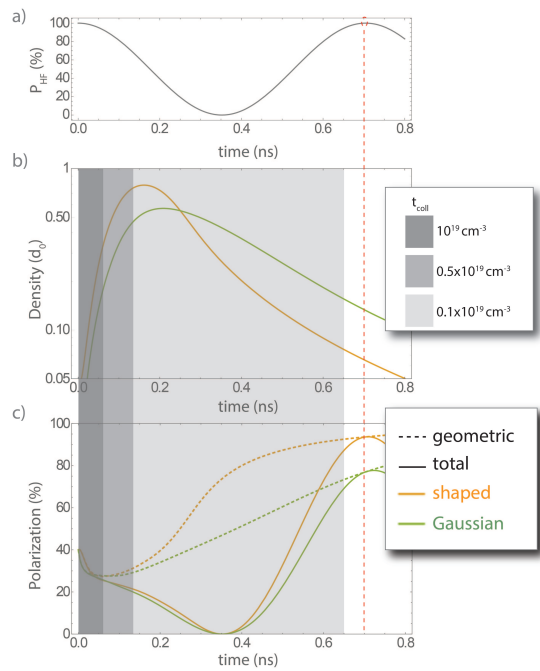 a)
P_HF (%)
100
80
60
40
20
0
0.0 0.2 0.4 0.6 0.8
time (ns)
b)
Density (d₀)
1
0.50
0.10
0.05
0.0 0.2 0.4 0.6 0.8
time (ns)
t_coll
10¹⁹ cm⁻³
0.5x10¹⁹ cm⁻³
0.1x10¹⁹ cm⁻³
c)
Polarization (%)
100
80
60
40
20
0
0.0 0.2 0.4 0.6 0.8
time (ns)
geometric
total
shaped
Gaussian